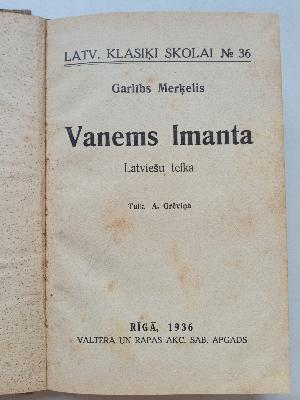 LATV. KLASIĶI SKOLAI № 36
Garlībs Merķelis
Vanems Imanta
Latviešu teika
Tulk. A. Grēviņa
RĪGĀ, 1936
VALTERA UN RAPAS AKC. SAB. APGĀDS